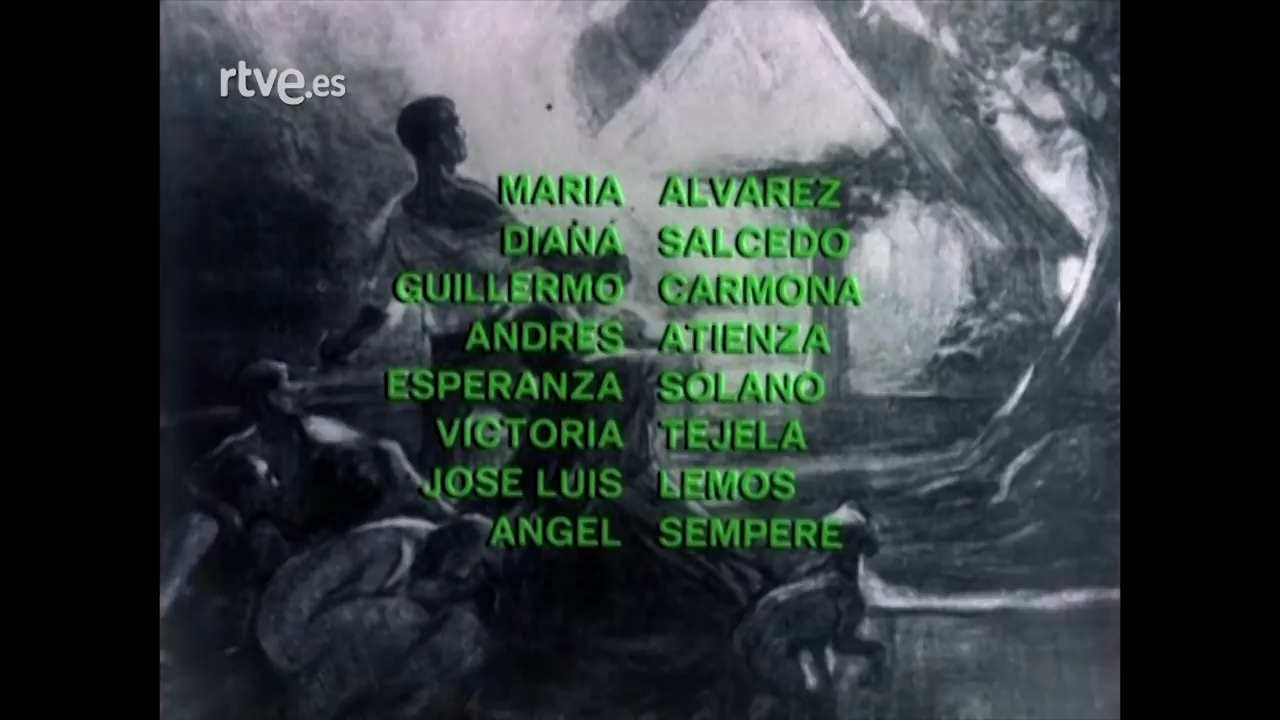 rtve.es
MARIA ALVAREZ
DIANA SALCEDO
GUILLERMO CARMONA
ANDRES ATIENZA
ESPERANZA SOLANO
VICTORIA TEJELA
JOSE LUIS LEMOS
ANGEL SEMPERE